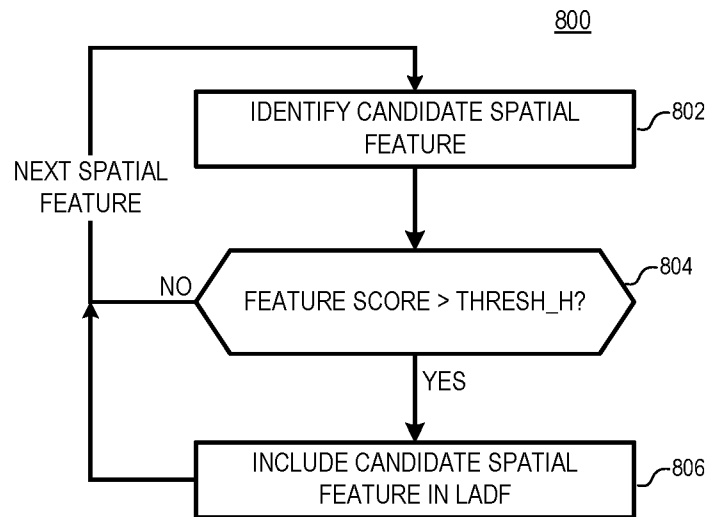 800
IDENTIFY CANDIDATE SPATIAL
FEATURE
802
NEXT SPATIAL
FEATURE
804
NO
FEATURE SCORE > THRESH_H?
YES
INCLUDE CANDIDATE SPATIAL
FEATURE IN LADF
806